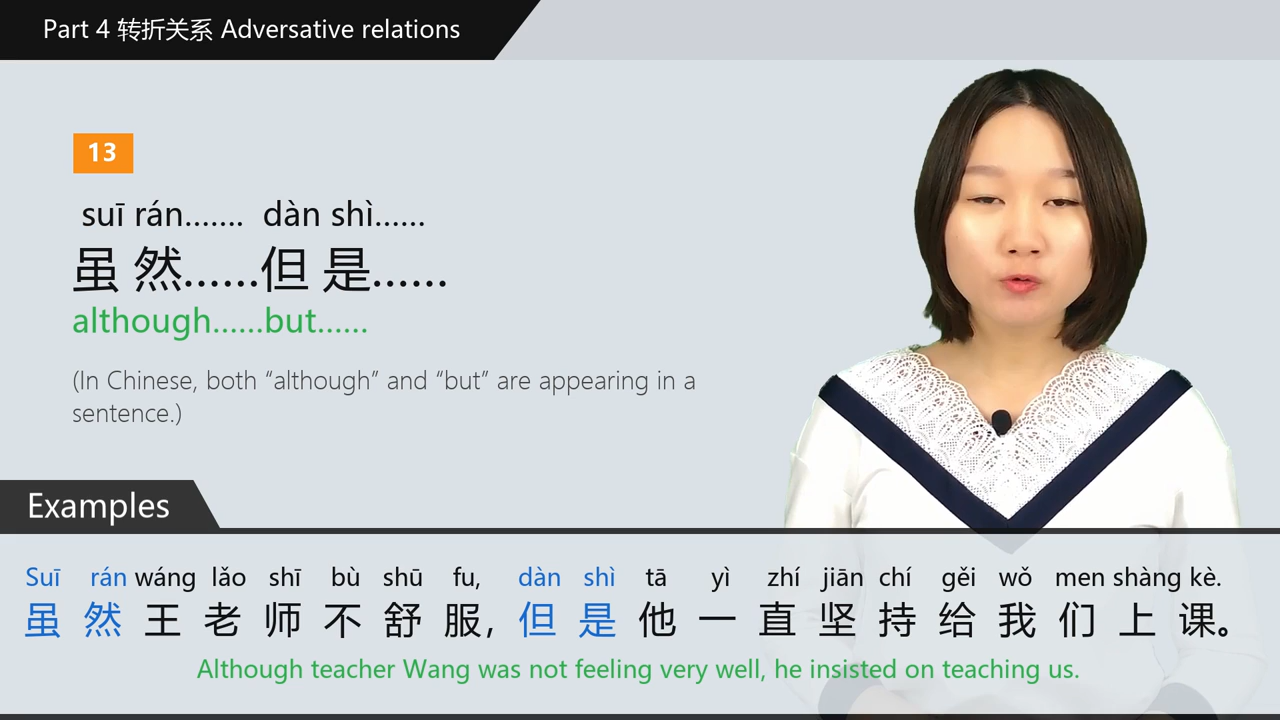 Part 4 转折关系 Adversative relations
13
suī rán....... dàn shì......
虽 然......但 是......
although......but......
(In Chinese, both “although” and “but” are appearing in a
sentence.)
Examples
Suī rán wáng lǎo shī bù shū fu, dàn shì tā yì zhí jiān chí gěi wǒ men shàng kè.
虽 然 王 老 师 不 舒 服, 但 是 他 一 直 坚 持 给 我 们 上 课。
Although teacher Wang was not feeling very well, he insisted on teaching us.